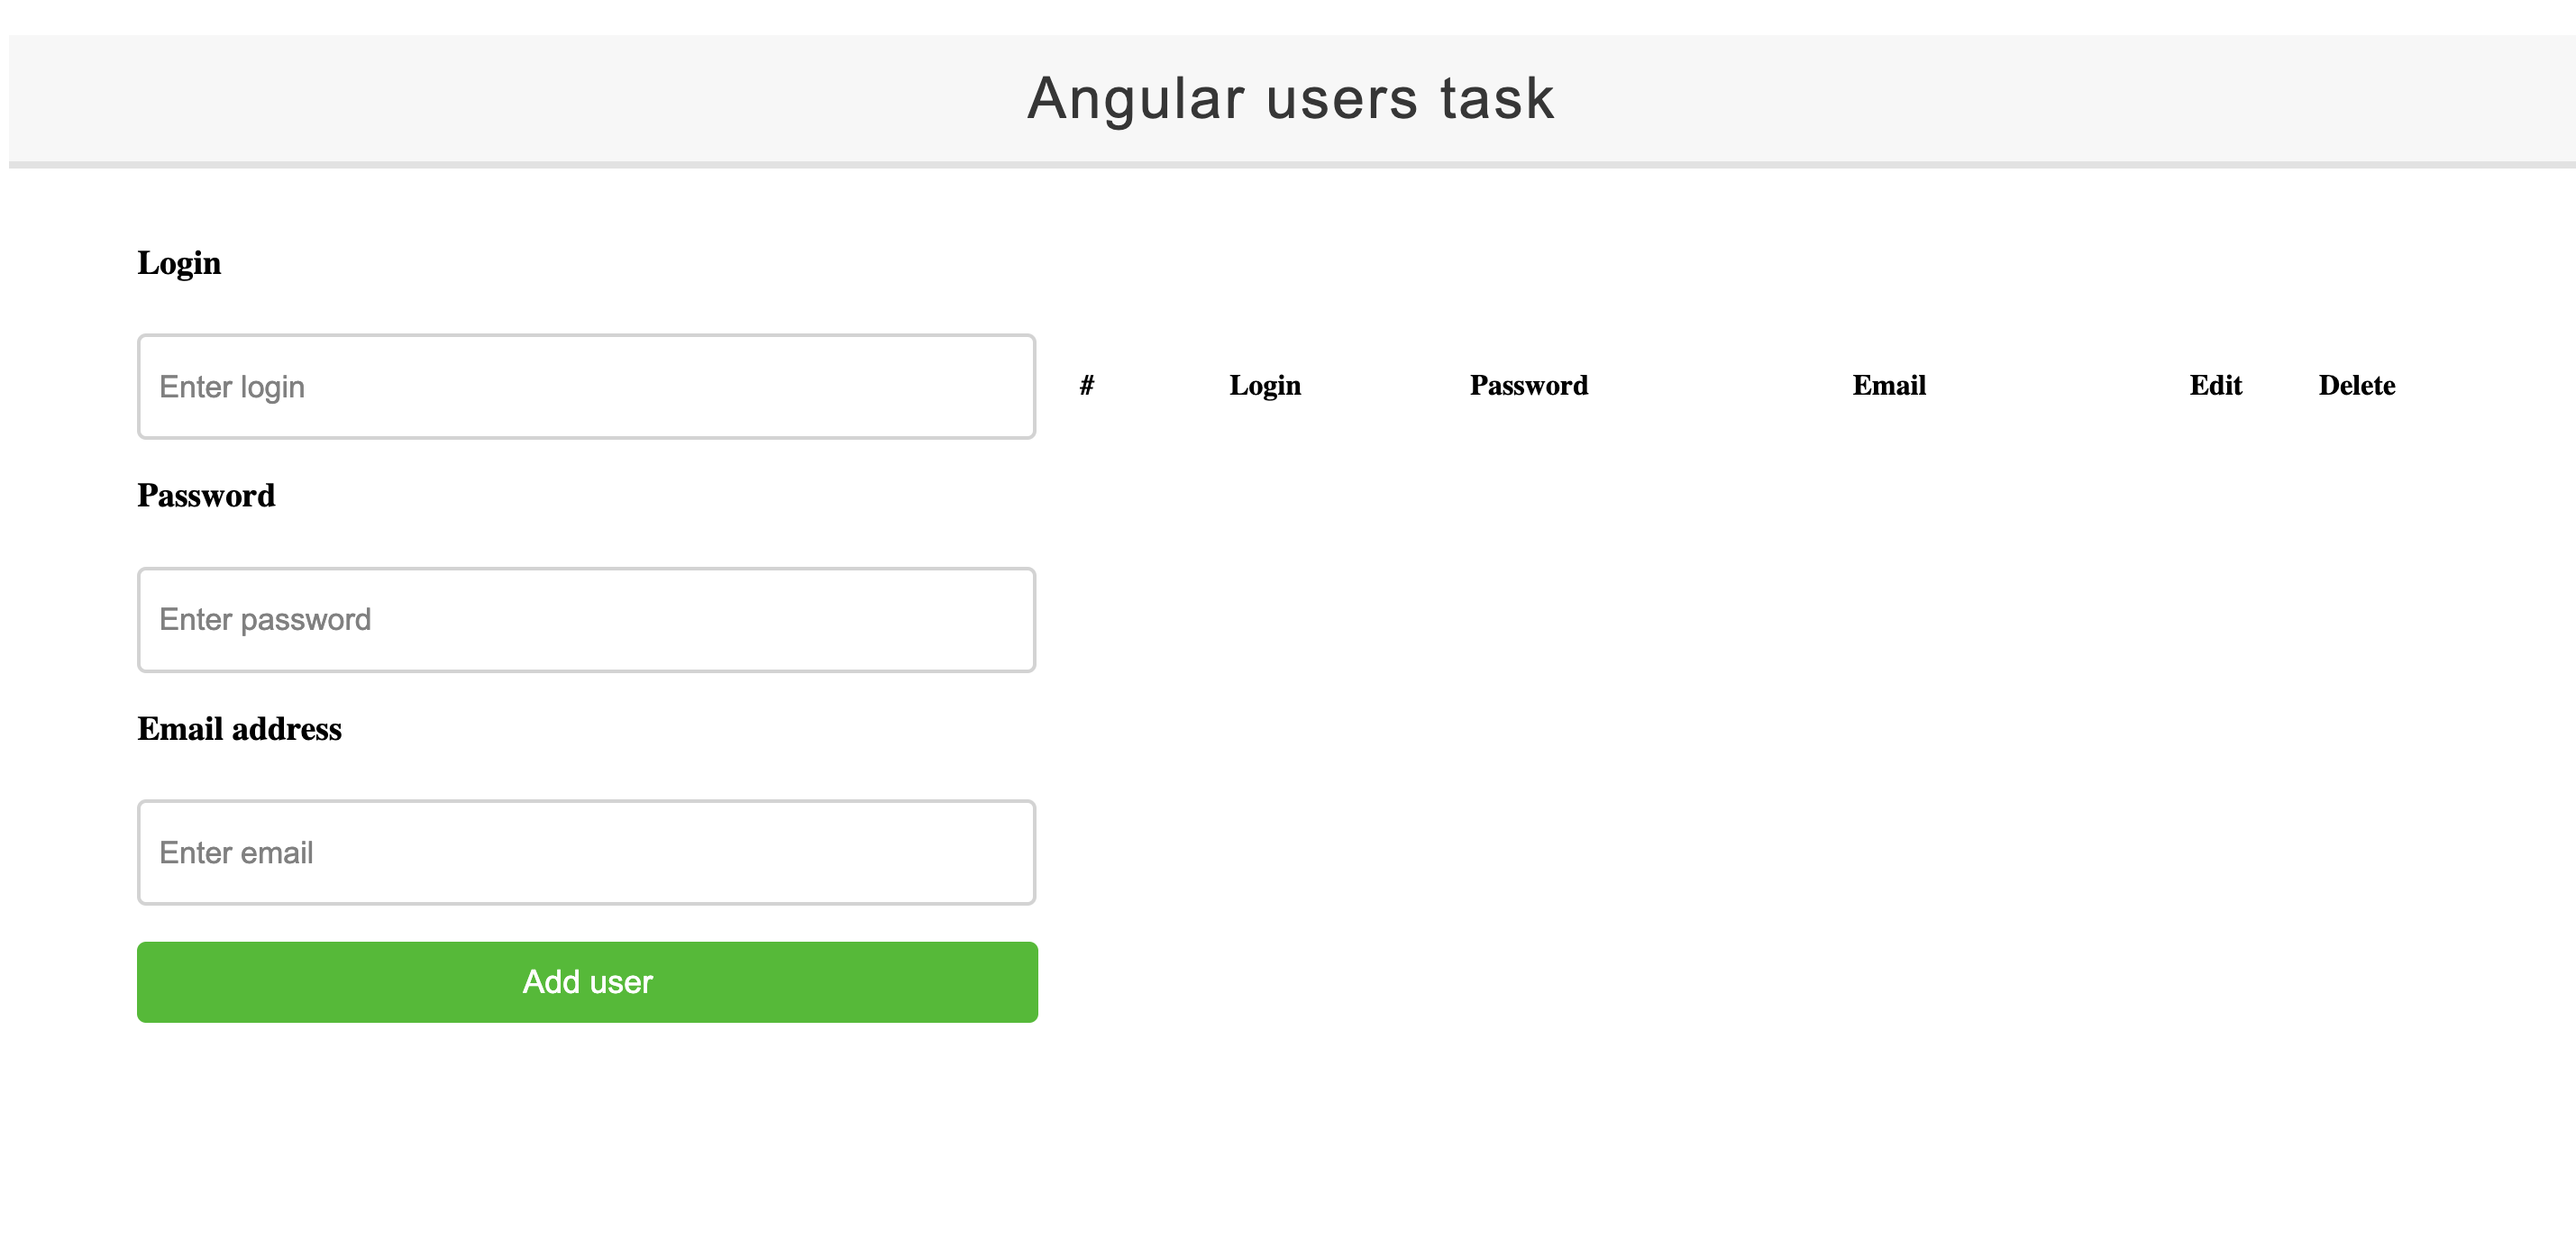 Angular users task
Login
Enter login
# Login Password Email Edit Delete
Password
Enter password
Email address
Enter email
Add user